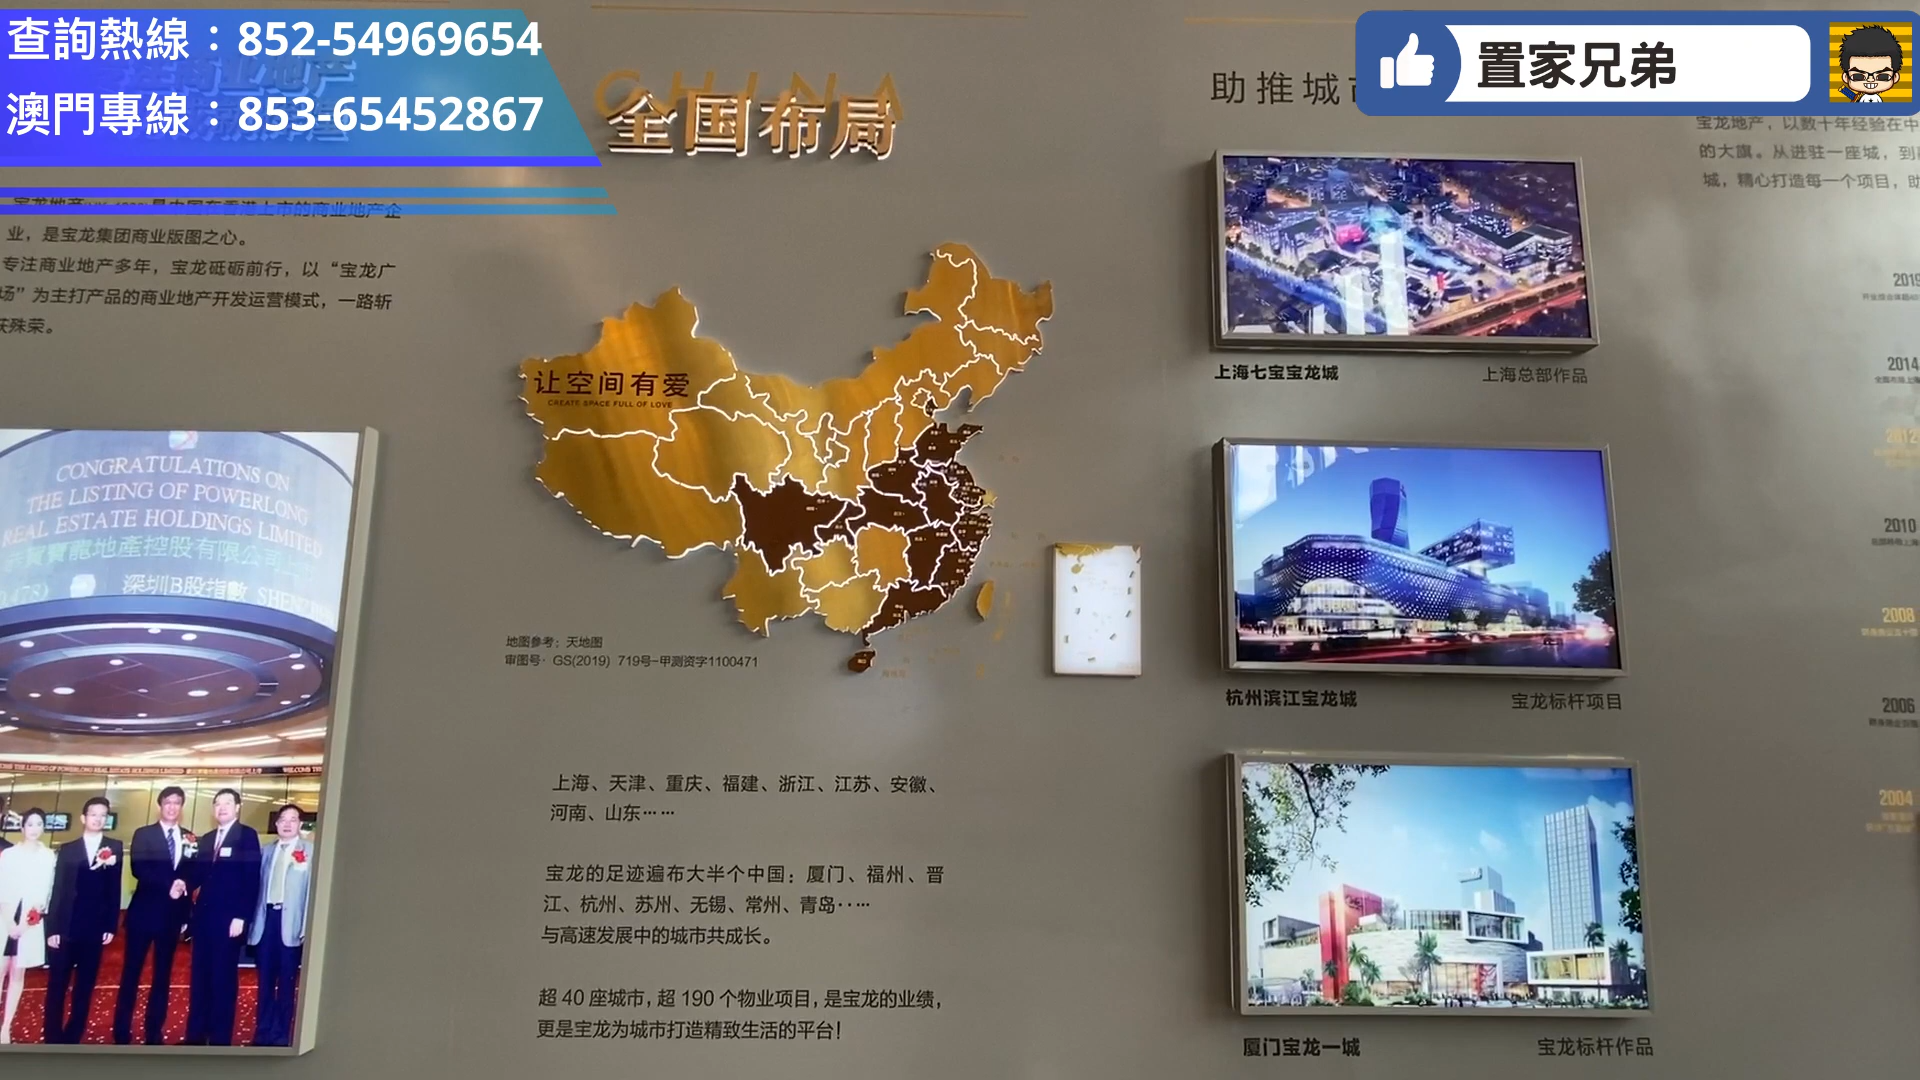 查詢熱線：852-54969654
澳門專線：853-65452867
置家兄弟
CHINA
全国布局
业，是宝龙集团商业版图之心。
专注商业地产多年，宝龙砥砺前行，以“宝龙广
场”为主打产品的商业地产开发运营模式，一路斩
获殊荣。
CONGRATULATIONS ON
THE LISTING OF POWERLONG
REAL ESTATE HOLDINGS LIMITED
寶龍地產控股有限公司
深圳B股指數
让空间有爱
CREATE SPACE FULL OF LOVE
地图参考：天地图
审图号·GS(2019）719号-甲测资字1100471
上海、天津、重庆、福建、浙江、江苏、安徽、
河南、山东……
宝龙的足迹遍布大半个中国：厦门、福州、晋
江、杭州、苏州、无锡、常州、青岛……
与高速发展中的城市共成长。
超 40 座城市，超 190 个物业项目，是宝龙的业绩，
更是宝龙为城市打造精致生活的平台！
助推城
上海七宝宝龙城
上海总部作品
杭州滨江宝龙城
宝龙标杆项目
厦门宝龙一城
宝龙标杆作品
宝龙地产，以数十年经验在中
的大旗。从进驻一座城，到
城，精心打造每一个项目，助
2019
2014
2012
2010
2008
2006
2004